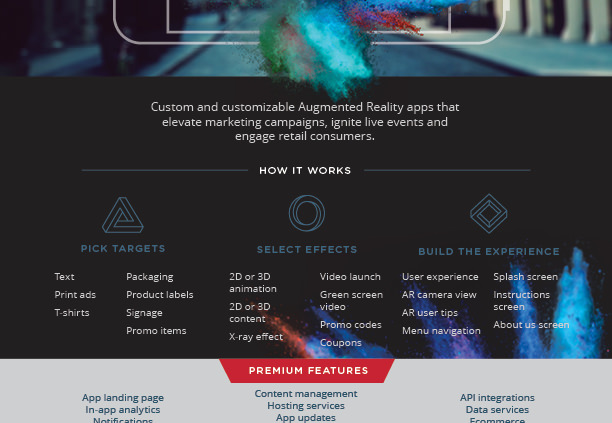 Custom and customizable Augmented Reality apps that
elevate marketing campaigns, ignite live events and
engage retail consumers.
HOW IT WORKS
PICK TARGETS
Text
Print ads
T-shirts
Packaging
Product labels
Signage
Promo items
SELECT EFFECTS
2D or 3D
animation
2D or 3D
content
X-ray effect
Video launch
Green screen
video
Promo codes
Coupons
BUILD THE EXPERIENCE
User experience
AR camera view
AR user tips
Menu navigation
Splash screen
Instructions
screen
About us screen
PREMIUM FEATURES
App landing page
In-app analytics
Notifications
Content management
Hosting services
App updates
API integrations
Data services
Ecommerce